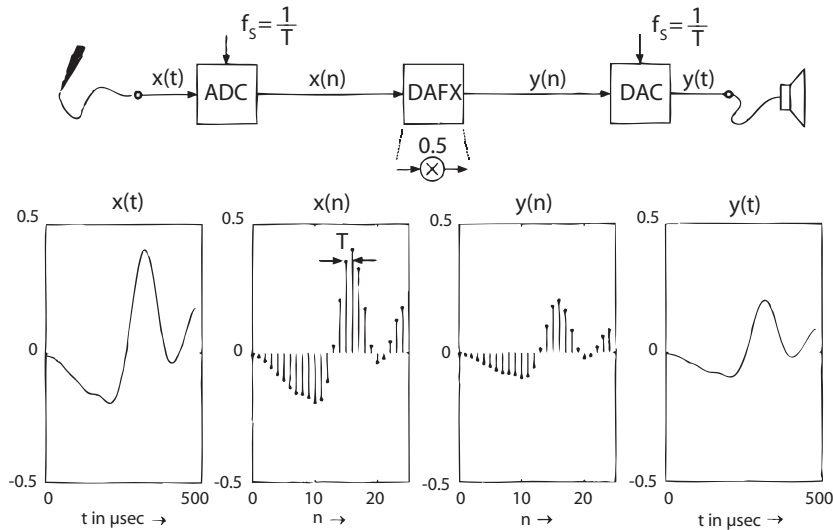 f_S = 1/T f_S = 1/T
x(t) ADC x(n) DAFX y(n) DAC y(t)
0.5
x(t) x(n) y(n) y(t)
0.5 0.5 0.5 0.5
T
0 0 0 0
-0.5 -0.5 -0.5 -0.5
0 500 0 10 20 0 10 20 0 500
t in μsec → n → n → t in μsec →